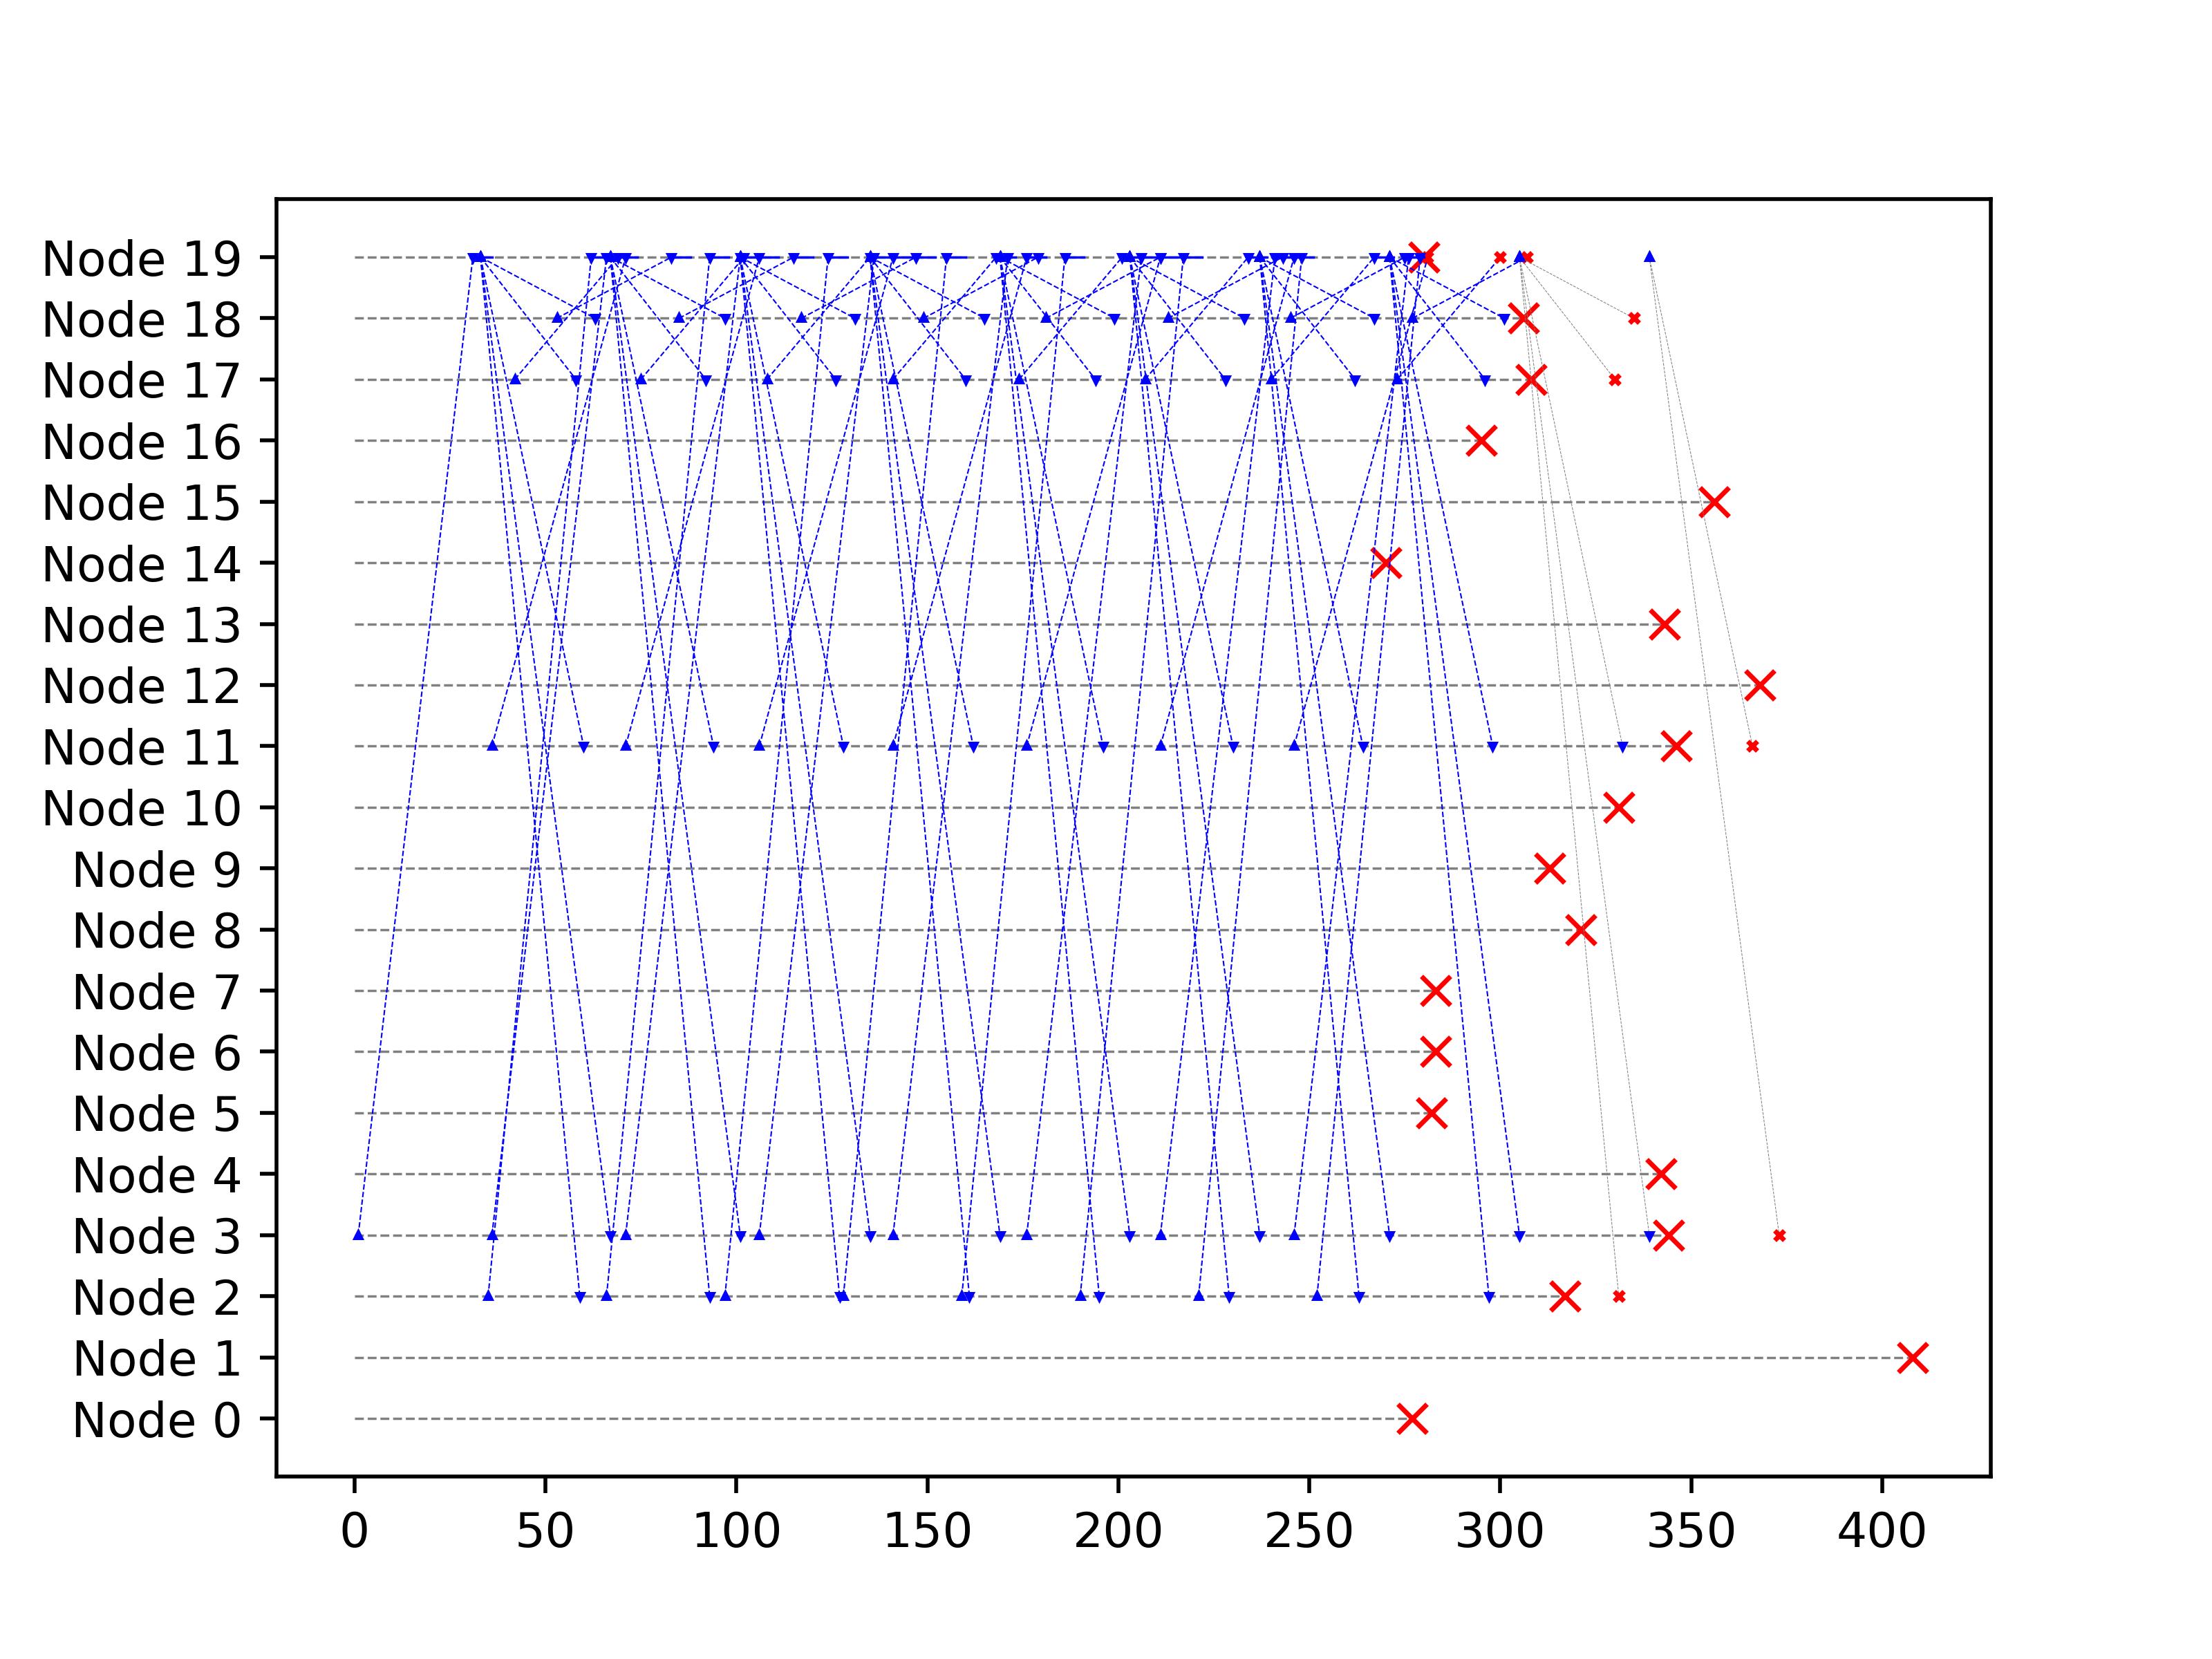 Node 19
Node 18
Node 17
Node 16
Node 15
Node 14
Node 13
Node 12
Node 11
Node 10
Node 9
Node 8
Node 7
Node 6
Node 5
Node 4
Node 3
Node 2
Node 1
Node 0
0 50 100 150 200 250 300 350 400